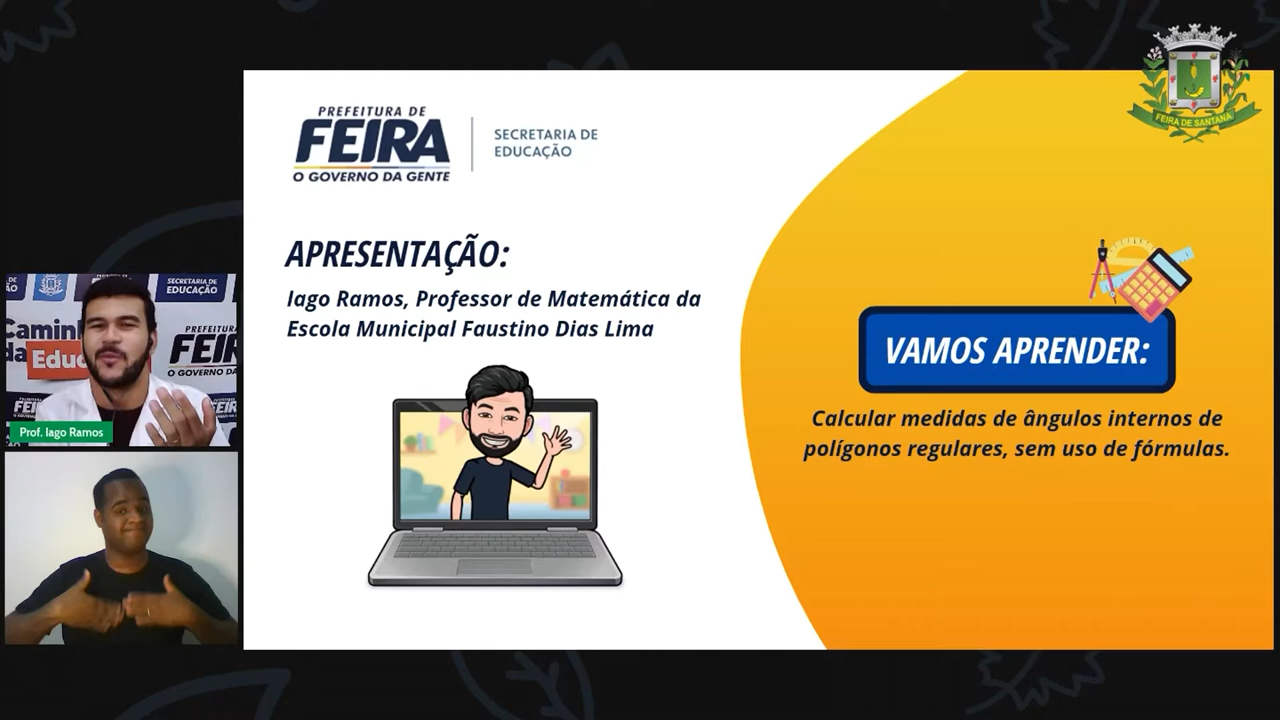 PREFEITURA DE
FEIRA
O GOVERNO DA GENTE
SECRETARIA DE
EDUCAÇÃO
FEIRA DE SANTANA
APRESENTAÇÃO:
Iago Ramos, Professor de Matemática da
Escola Municipal Faustino Dias Lima
VAMOS APRENDER:
Calcular medidas de ângulos internos de
polígonos regulares, sem uso de fórmulas.
SECRETARIA DE
EDUCAÇÃO
PREFEITURA
O GOVERNO DA
Prof. Iago Ramos